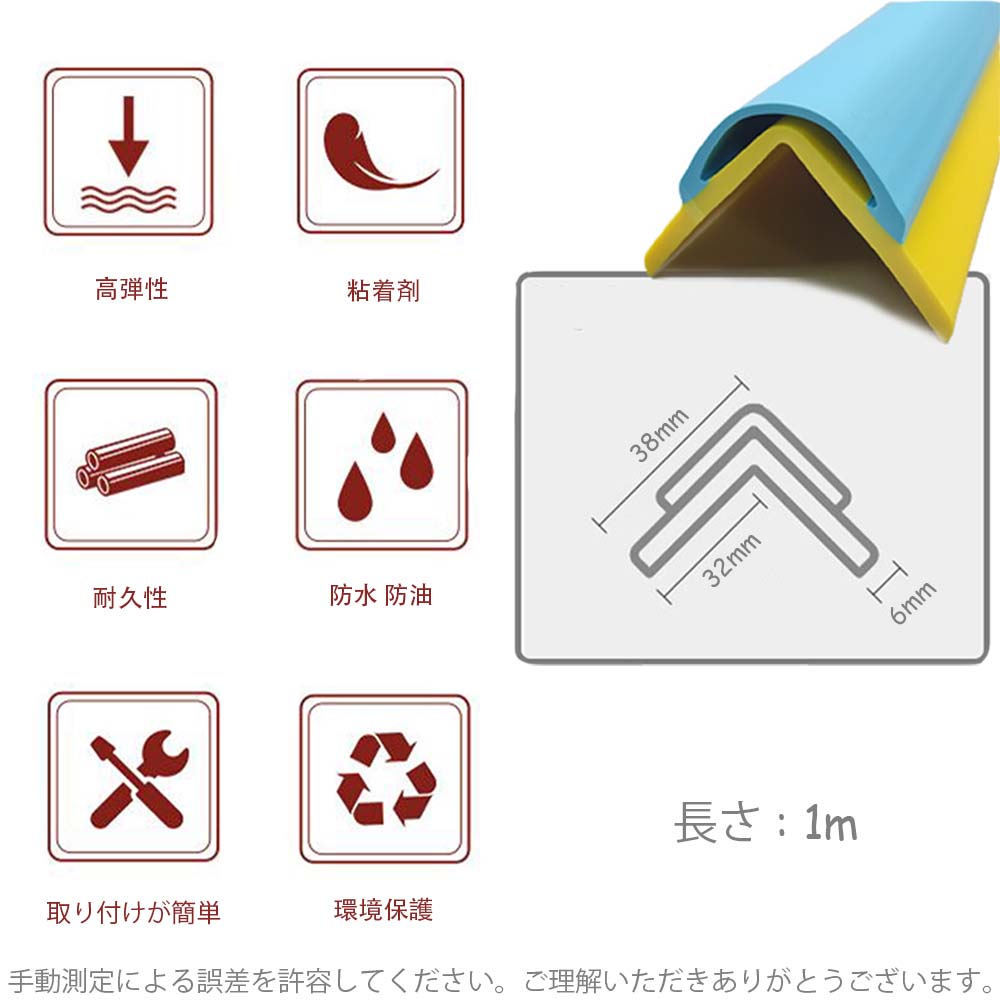 高弾性
粘着剤
38mm
32mm
6mm
耐久性
防水 防油
長さ：1m
取り付けが簡単
環境保護
手動測定による誤差を許容してください。ご理解いただきありがとうございます。